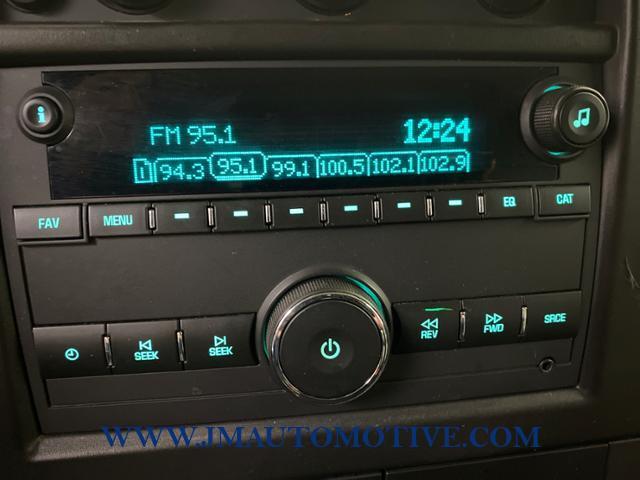 FM 95.1 12:24
1 94.3 95.1 99.1 100.5 102.1 102.9
FAV MENU EQ CAT
SEEK SEEK REV FWD SRCE
WWW.JMAUTOMOTIVE.COM